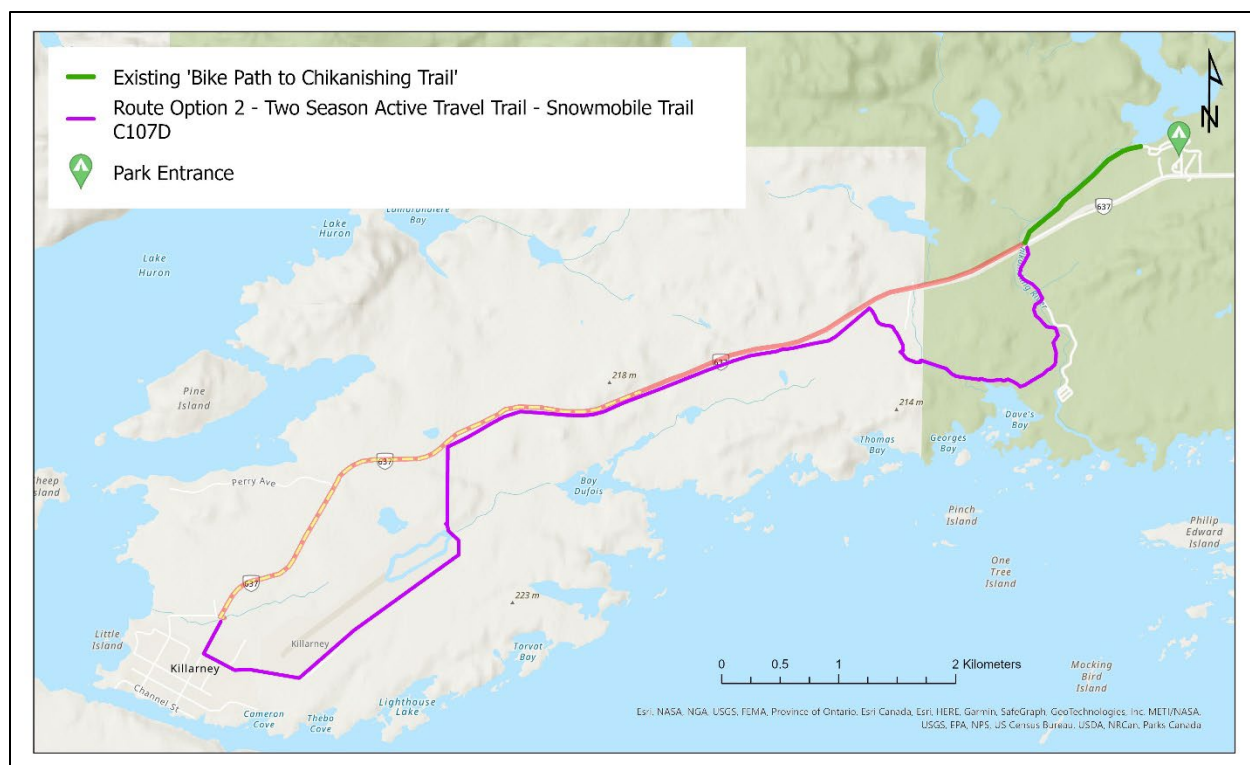 Existing 'Bike Path to Chikanishing Trail'
Route Option 2 - Two Season Active Travel Trail - Snowmobile Trail
C107D
Park Entrance
N
637
Bay
Lake
Huron
Lake
Huron
637
218 m
Pine
Island
214 m
Dave's
Bay
Thomas
Bay
Georges
Bay
637
Perry Ave
Island
Bay
Dufois
Pinch
Island
Philip
Edward
Island
One
Tree
Island
637
223 m
Little
Island
Killarney
Killarney
Tarvat
Bay
Channel St
Cameron
Cove
Thebo
Cove
Lighthouse
Lake
0 0.5 1 2 Kilometers
Mocking
Bird
Island
Esri, NASA, NGA, USGS, FEMA, Province of Ontario, Esri Canada, Esri, HERE, Garmin, SafeGraph, GeoTechnologies, Inc, METI/NASA,
USGS, EPA, NPS, US Census Bureau, USDA, NRCan, Parks Canada